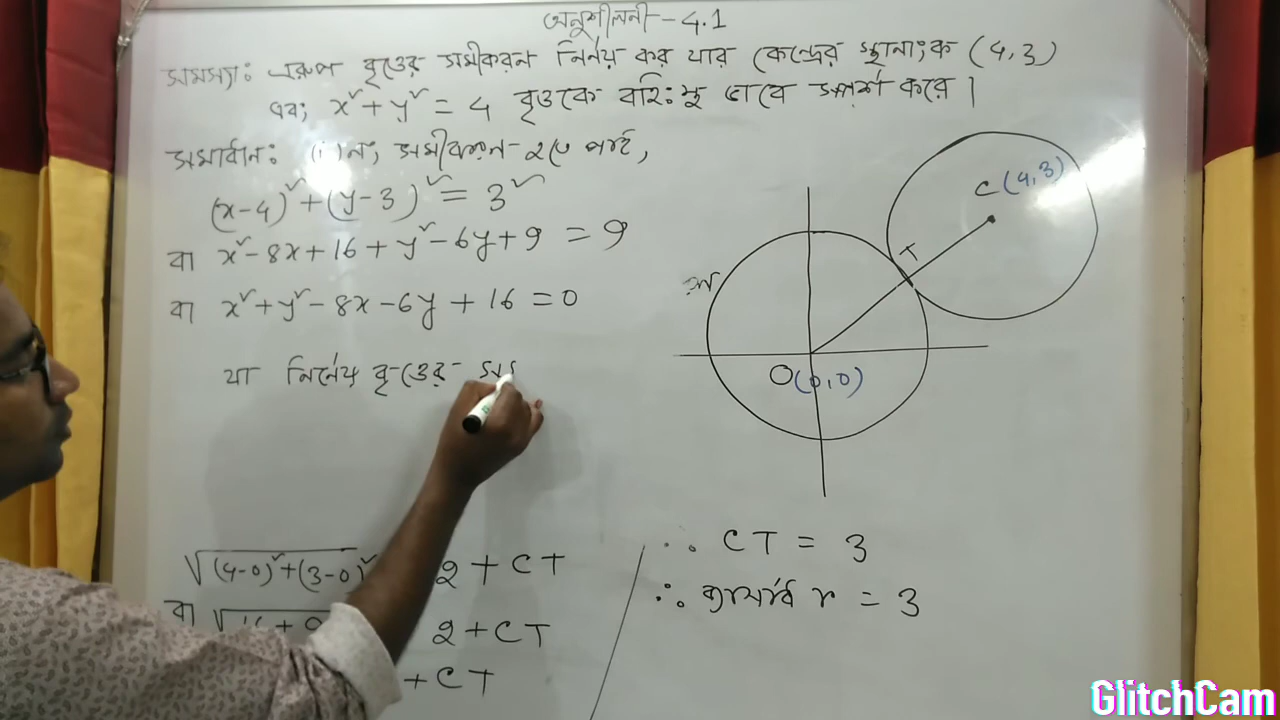 অনুশীলনী-4.1
সমস্যাঃ এরূপ বৃত্তের সমীকরন নির্নয় কর যার কেন্দ্রের স্থানাংক (4,3)
এবং x² + y² = 4 বৃত্তকে বহিঃস্থ ভাবে স্পর্শ করে।
সমাধানঃ (i) নং সমীকরন-হতে পাই,
(x-4)² + (y-3)² = 3²
বা x² - 8x + 16 + y² - 6y + 9 = 9
বা x² + y² - 8x - 6y + 16 = 0
যা নির্নেয় বৃত্তের
C (4,3)
T
O(0,0)
√(4-0)² + (3-0)² 2 + CT
বা 2 + CT
+ CT
∴ CT = 3
∴ ব্যাসার্ধ r = 3
GlitchCam